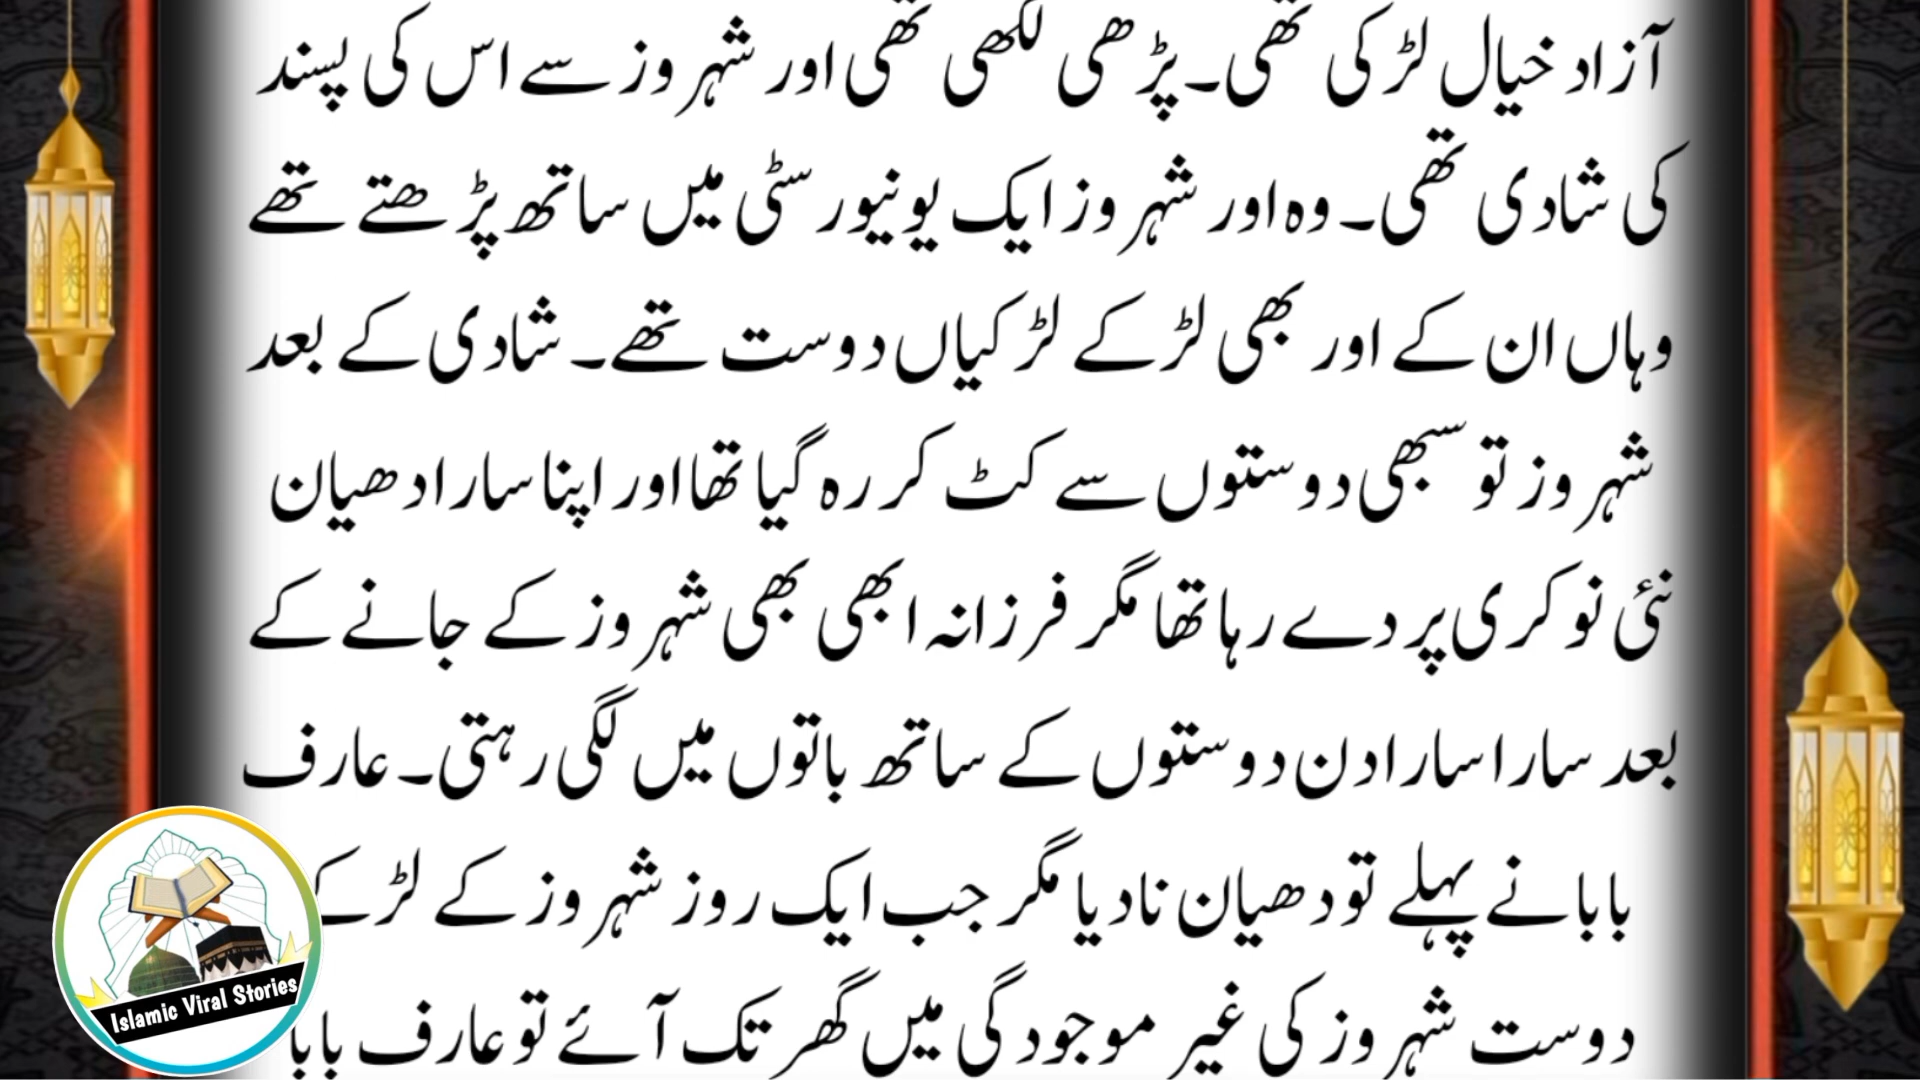 آزاد خیال لڑکی تھی۔ پڑھی لکھی تھی اور شہروز سے اس کی پسند
کی شادی تھی۔ وہ اور شہروز ایک یونیورسٹی میں ساتھ پڑھتے تھے
وہاں ان کے اور بھی لڑکے لڑکیاں دوست تھے۔ شادی کے بعد
شہروز تو سبھی دوستوں سے کٹ کر رہ گیا تھا اور اپنا سارا دھیان
نئی نوکری پر دے رہا تھا مگر فرزانہ ابھی بھی شہروز کے جانے کے
بعد سارا سارا دن دوستوں کے ساتھ باتوں میں لگی رہتی۔ عارف
بابا نے پہلے تو دھیان نا دیا مگر جب ایک روز شہروز کے لڑکے
دوست شہروز کی غیر موجودگی میں گھر تک آئے تو عارف بابا
Islamic Viral Stories